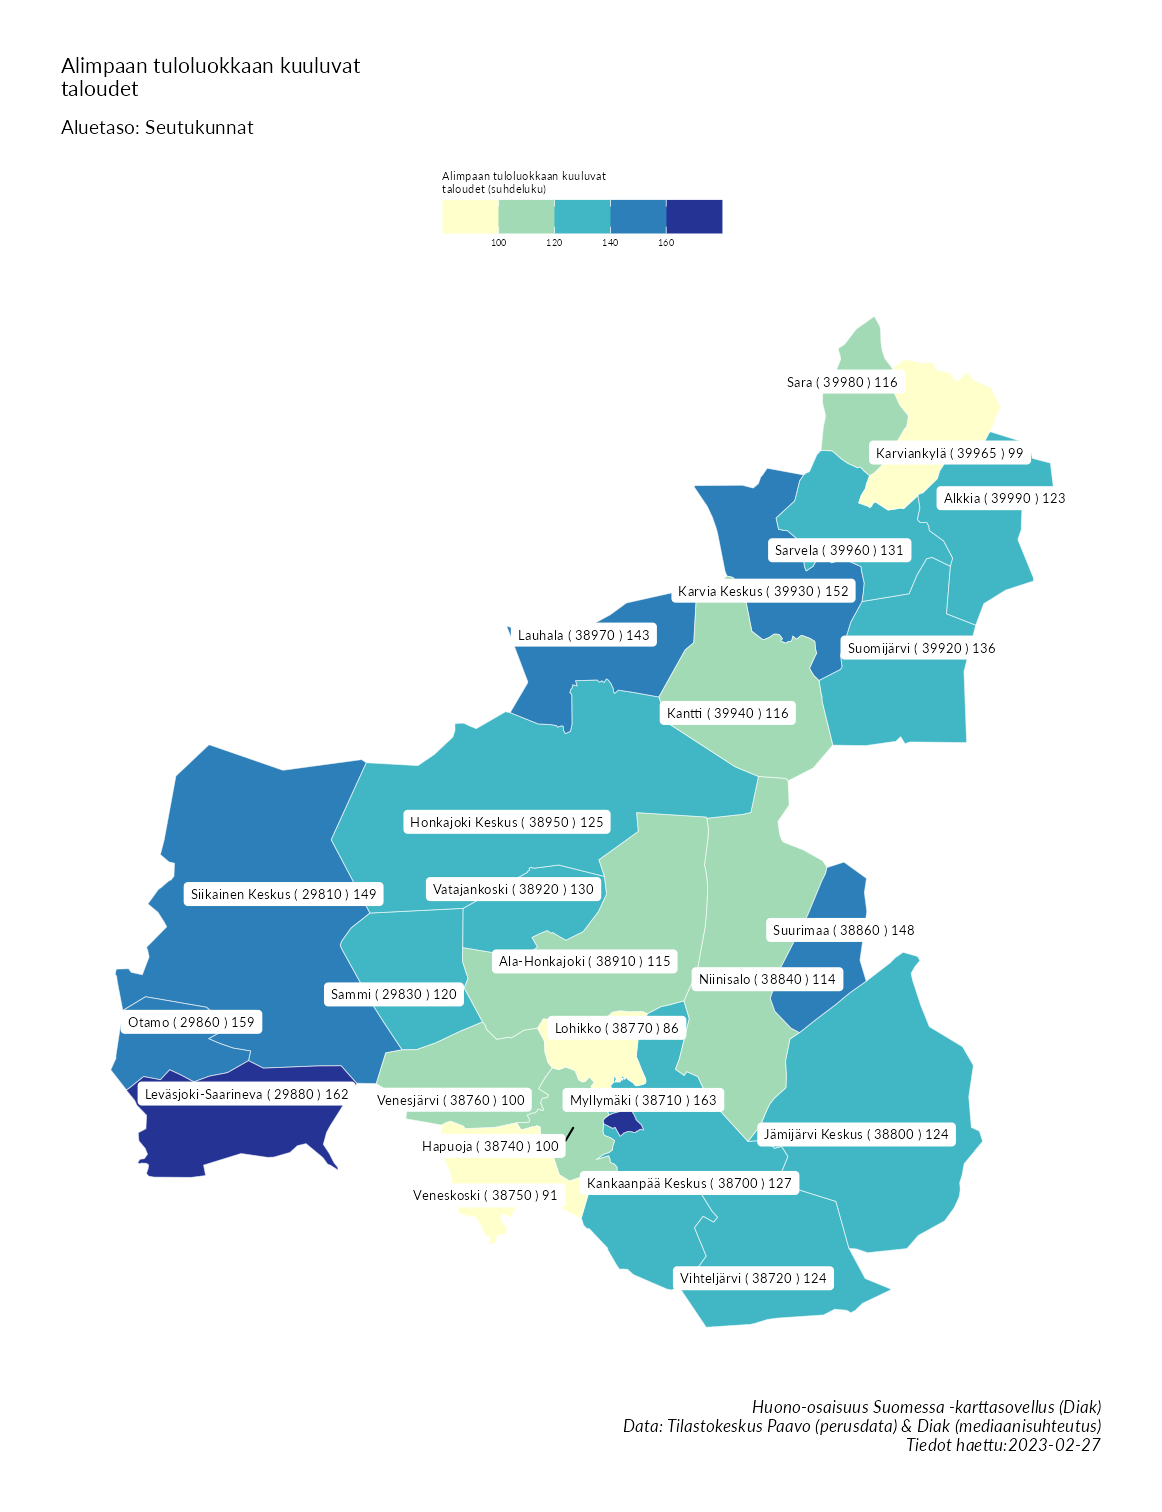 Alimpaan tuloluokkaan kuuluvat
taloudet
Aluetaso: Seutukunnat
Alimpaan tuloluokkaan kuuluvat
taloudet (suhdeluku)
100 120 140 160
Sara ( 39980 ) 116
Karviankylä ( 39965 ) 99
Alkkia ( 39990 ) 123
Sarvela ( 39960 ) 131
Karvia Keskus ( 39930 ) 152
Lauhala ( 38970 ) 143
Suomijärvi ( 39920 ) 136
Kantti ( 39940 ) 116
Honkajoki Keskus ( 38950 ) 125
Vatajankoski ( 38920 ) 130
Siikainen Keskus ( 29810 ) 149
Suurimaa ( 38860 ) 148
Ala-Honkajoki ( 38910 ) 115
Niinisalo ( 38840 ) 114
Sammi ( 29830 ) 120
Otamo ( 29860 ) 159
Lohikko ( 38770 ) 86
Leväsjoki-Saarineva ( 29880 ) 162
Venesjärvi ( 38760 ) 100
Myllymäki ( 38710 ) 163
Jämijärvi Keskus ( 38800 ) 124
Hapuoja ( 38740 ) 100
Kankaanpää Keskus ( 38700 ) 127
Veneskoski ( 38750 ) 91
Vihteljärvi ( 38720 ) 124
Huono-osaisuus Suomessa -karttasovellus (Diak)
Data: Tilastokeskus Paavo (perusdata) & Diak (mediaanisuhteutus)
Tiedot haettu:2023-02-27